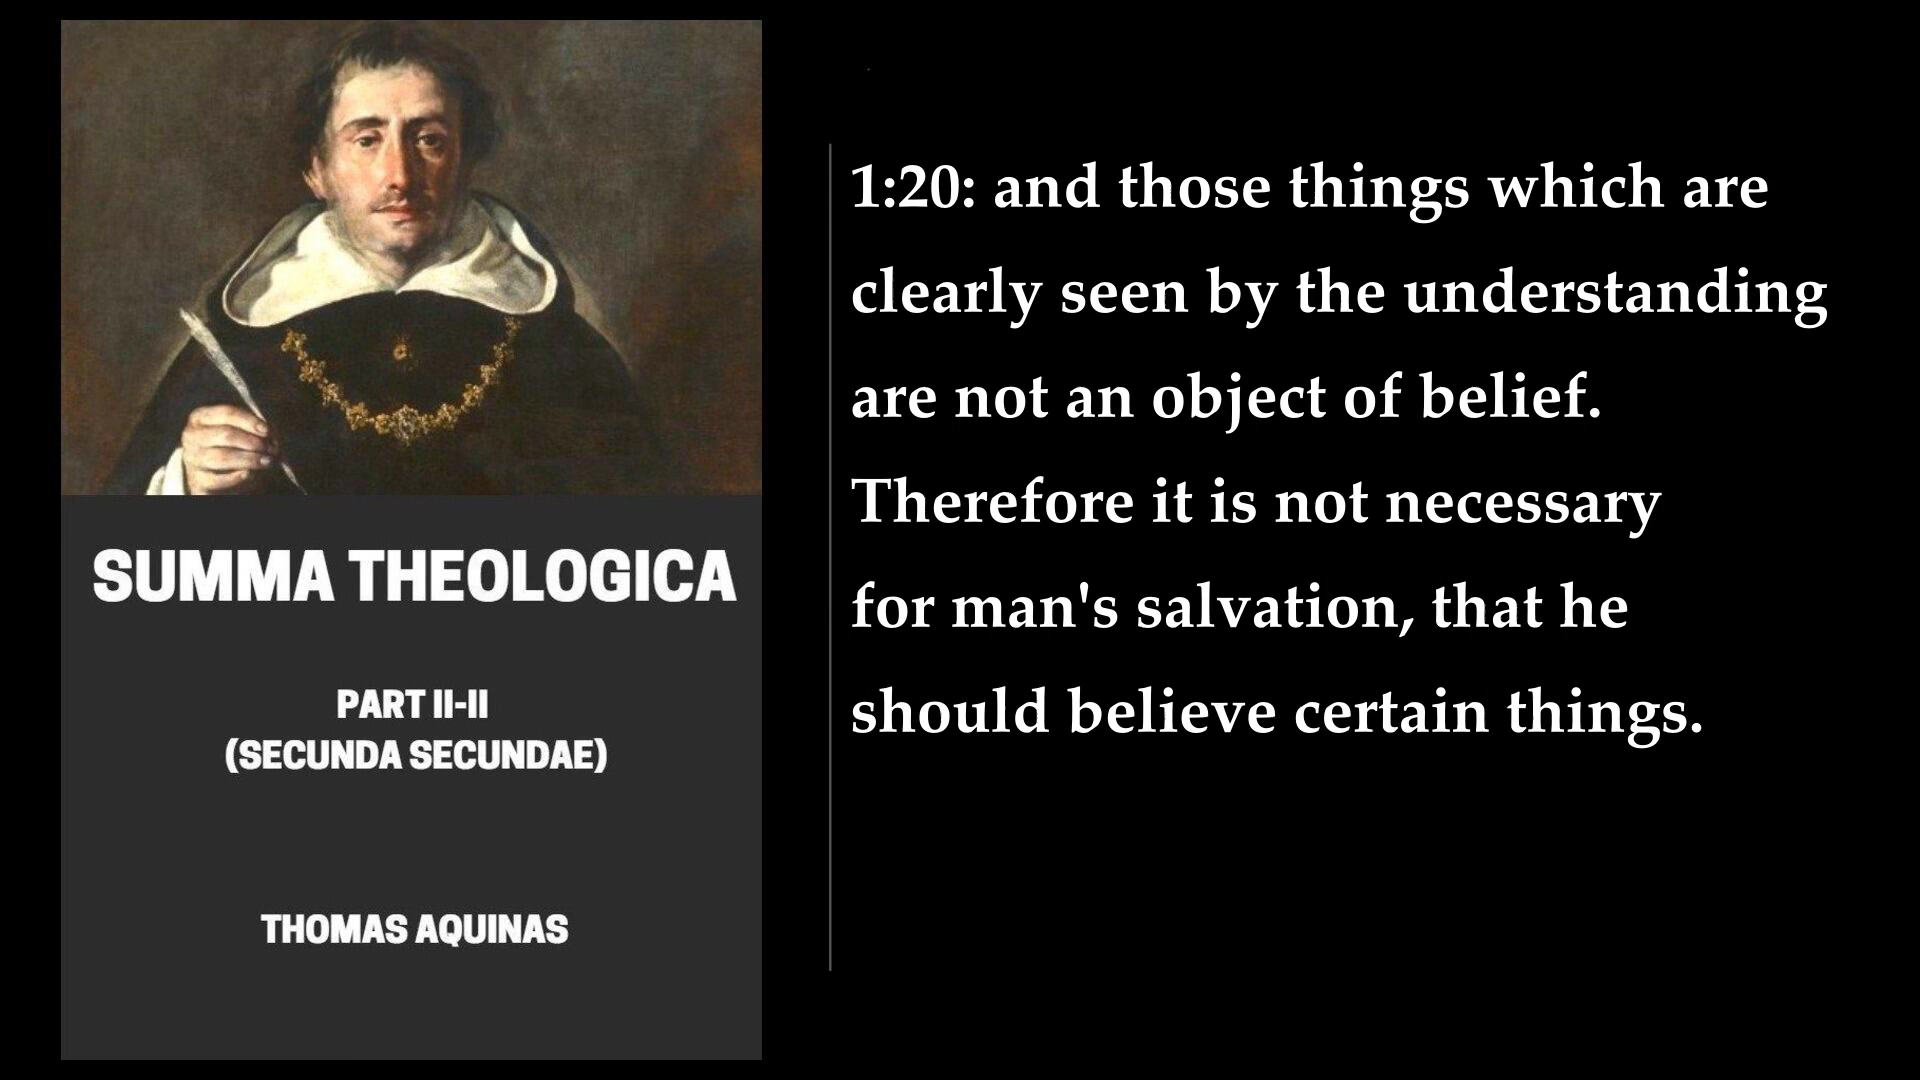 SUMMA THEOLOGICA
PART II-II
(SECUNDA SECUNDAE)
THOMAS AQUINAS
1:20: and those things which are
clearly seen by the understanding
are not an object of belief.
Therefore it is not necessary
for man's salvation, that he
should believe certain things.